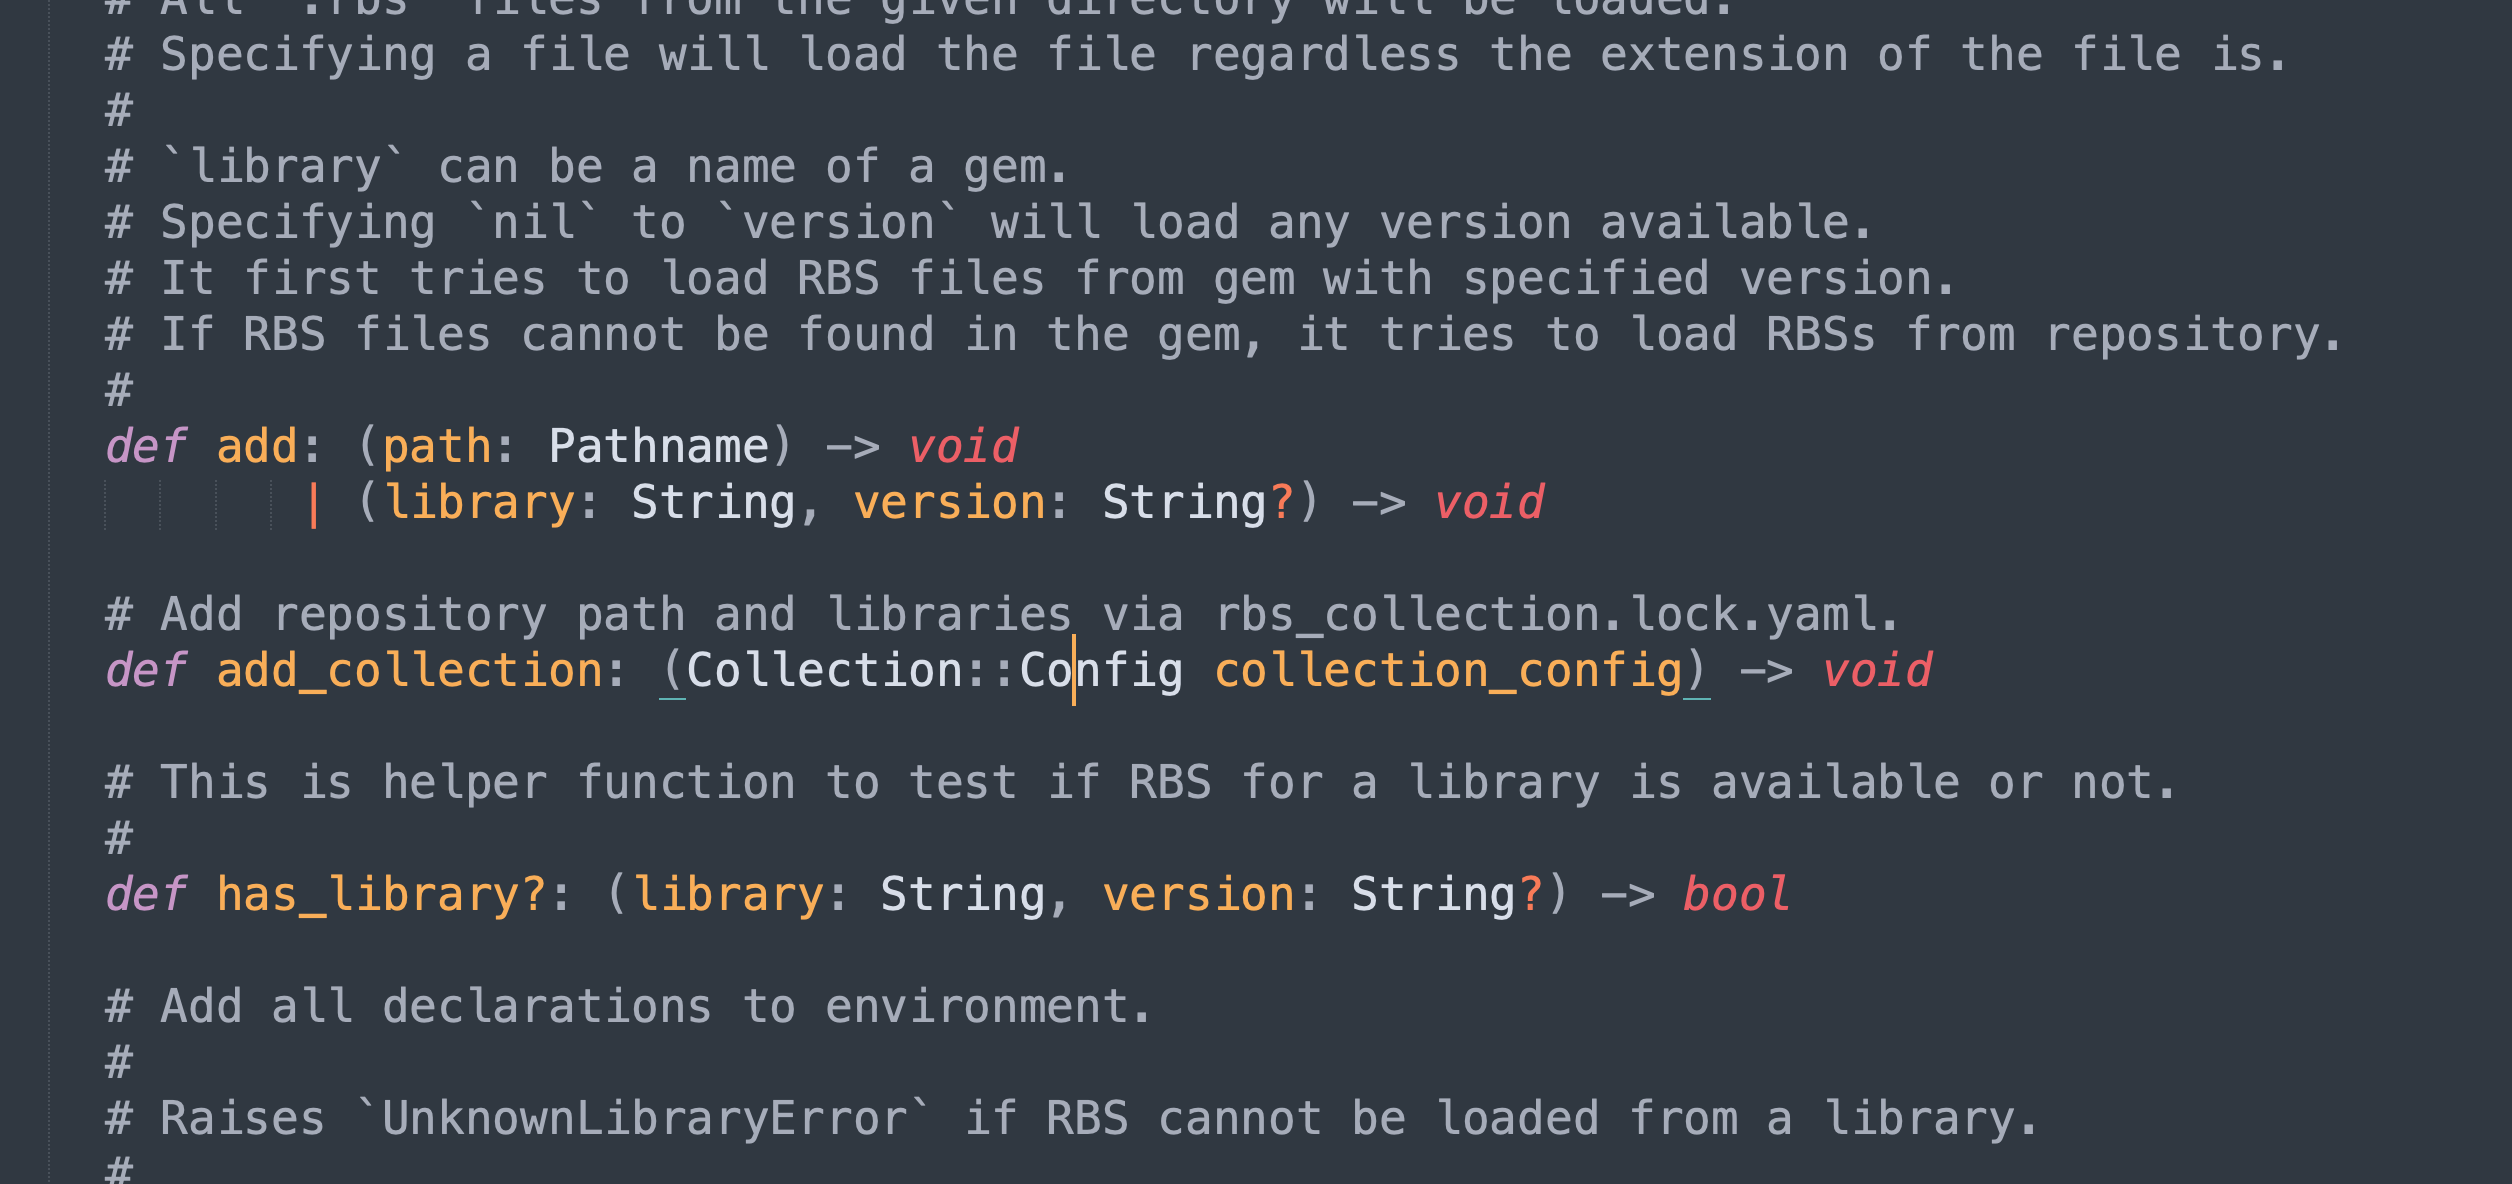 # All `.rbs` files from the given directory will be loaded.
# Specifying a file will load the file regardless the extension of the file is.
#
# `library` can be a name of a gem.
# Specifying `nil` to `version` will load any version available.
# It first tries to load RBS files from gem with specified version.
# If RBS files cannot be found in the gem, it tries to load RBSs from repository.
#
def add: (path: Pathname) -> void
| (library: String, version: String?) -> void
# Add repository path and libraries via rbs_collection.lock.yaml.
def add_collection: (Collection::Config collection_config) -> void
# This is helper function to test if RBS for a library is available or not.
#
def has_library?: (library: String, version: String?) -> bool
# Add all declarations to environment.
#
# Raises `UnknownLibraryError` if RBS cannot be loaded from a library.
#